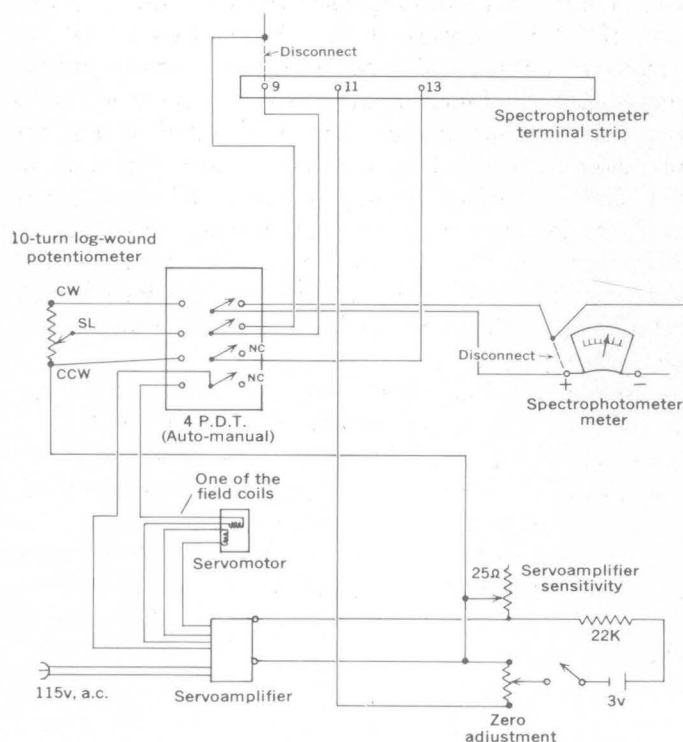 Disconnect
9
11
13
Spectrophotometer
terminal strip
10-turn log-wound
potentiometer
CW
SL
CCW
NC
NC
Disconnect
+
−
Spectrophotometer
meter
4 P.D.T.
(Auto-manual)
One of the
field coils
Servomotor
25Ω
Servoamplifier
sensitivity
22K
115v, a.c.
Servoamplifier
3v
Zero
adjustment